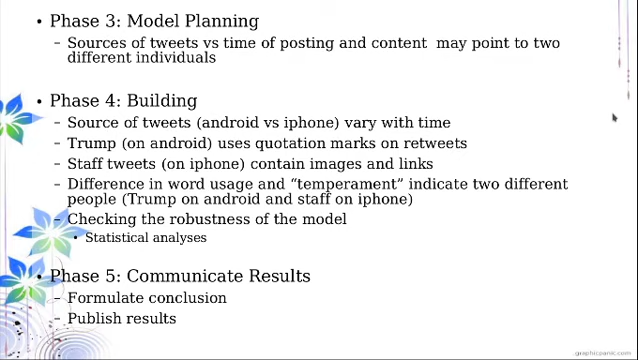 • Phase 3: Model Planning
– Sources of tweets vs time of posting and content may point to two
different individuals
• Phase 4: Building
– Source of tweets (android vs iphone) vary with time
– Trump (on android) uses quotation marks on retweets
– Staff tweets (on iphone) contain images and links
– Difference in word usage and “temperament” indicate two different
people (Trump on android and staff on iphone)
– Checking the robustness of the model
• Statistical analyses
• Phase 5: Communicate Results
– Formulate conclusion
– Publish results
graphicpanic.com